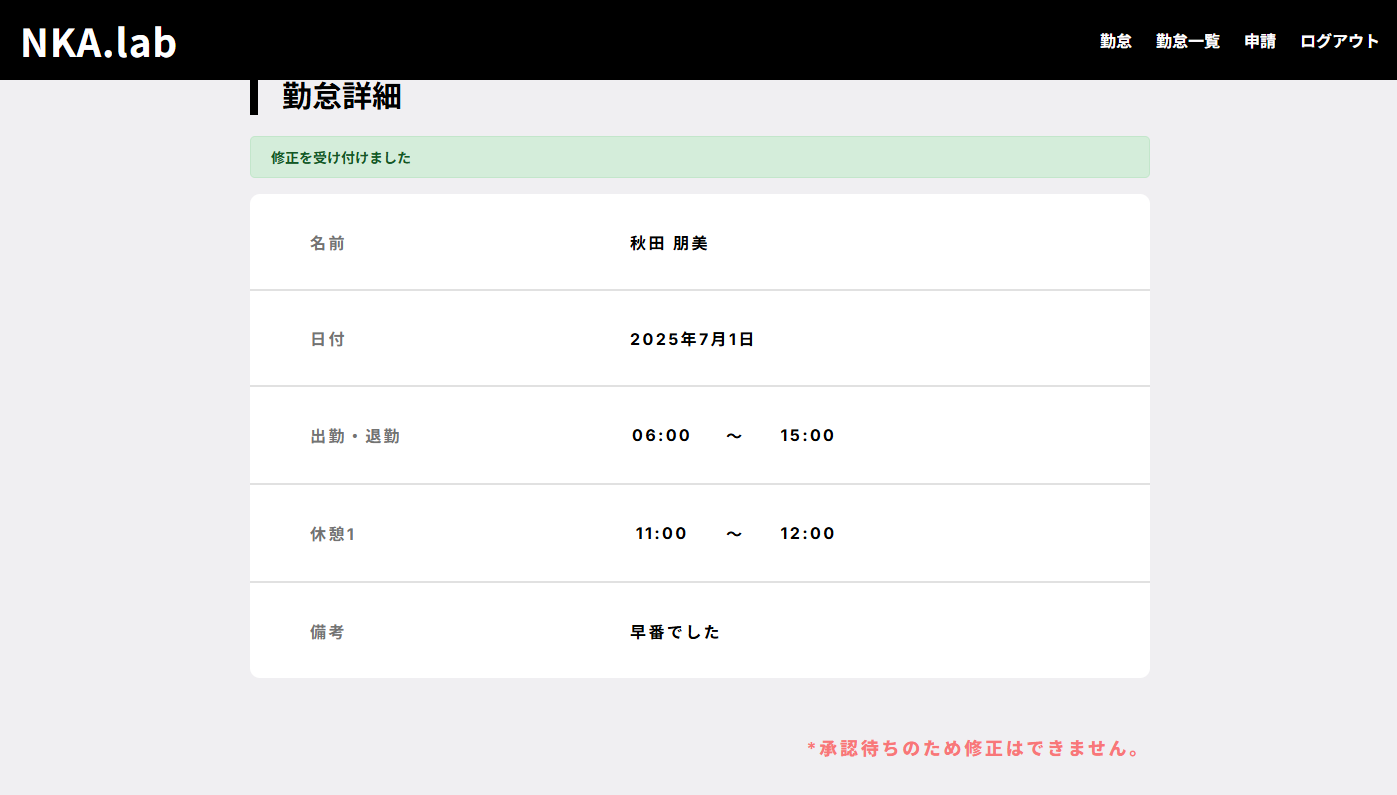 NKA.lab
勤怠 勤怠一覧 申請 ログアウト
勤怠詳細
修正を受け付けました
名前 秋田 朋美
日付 2025年7月1日
出勤・退勤 06:00 〜 15:00
休憩1 11:00 〜 12:00
備考 早番でした
*承認待ちのため修正はできません。